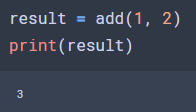 result = add(1, 2)
print(result)
3